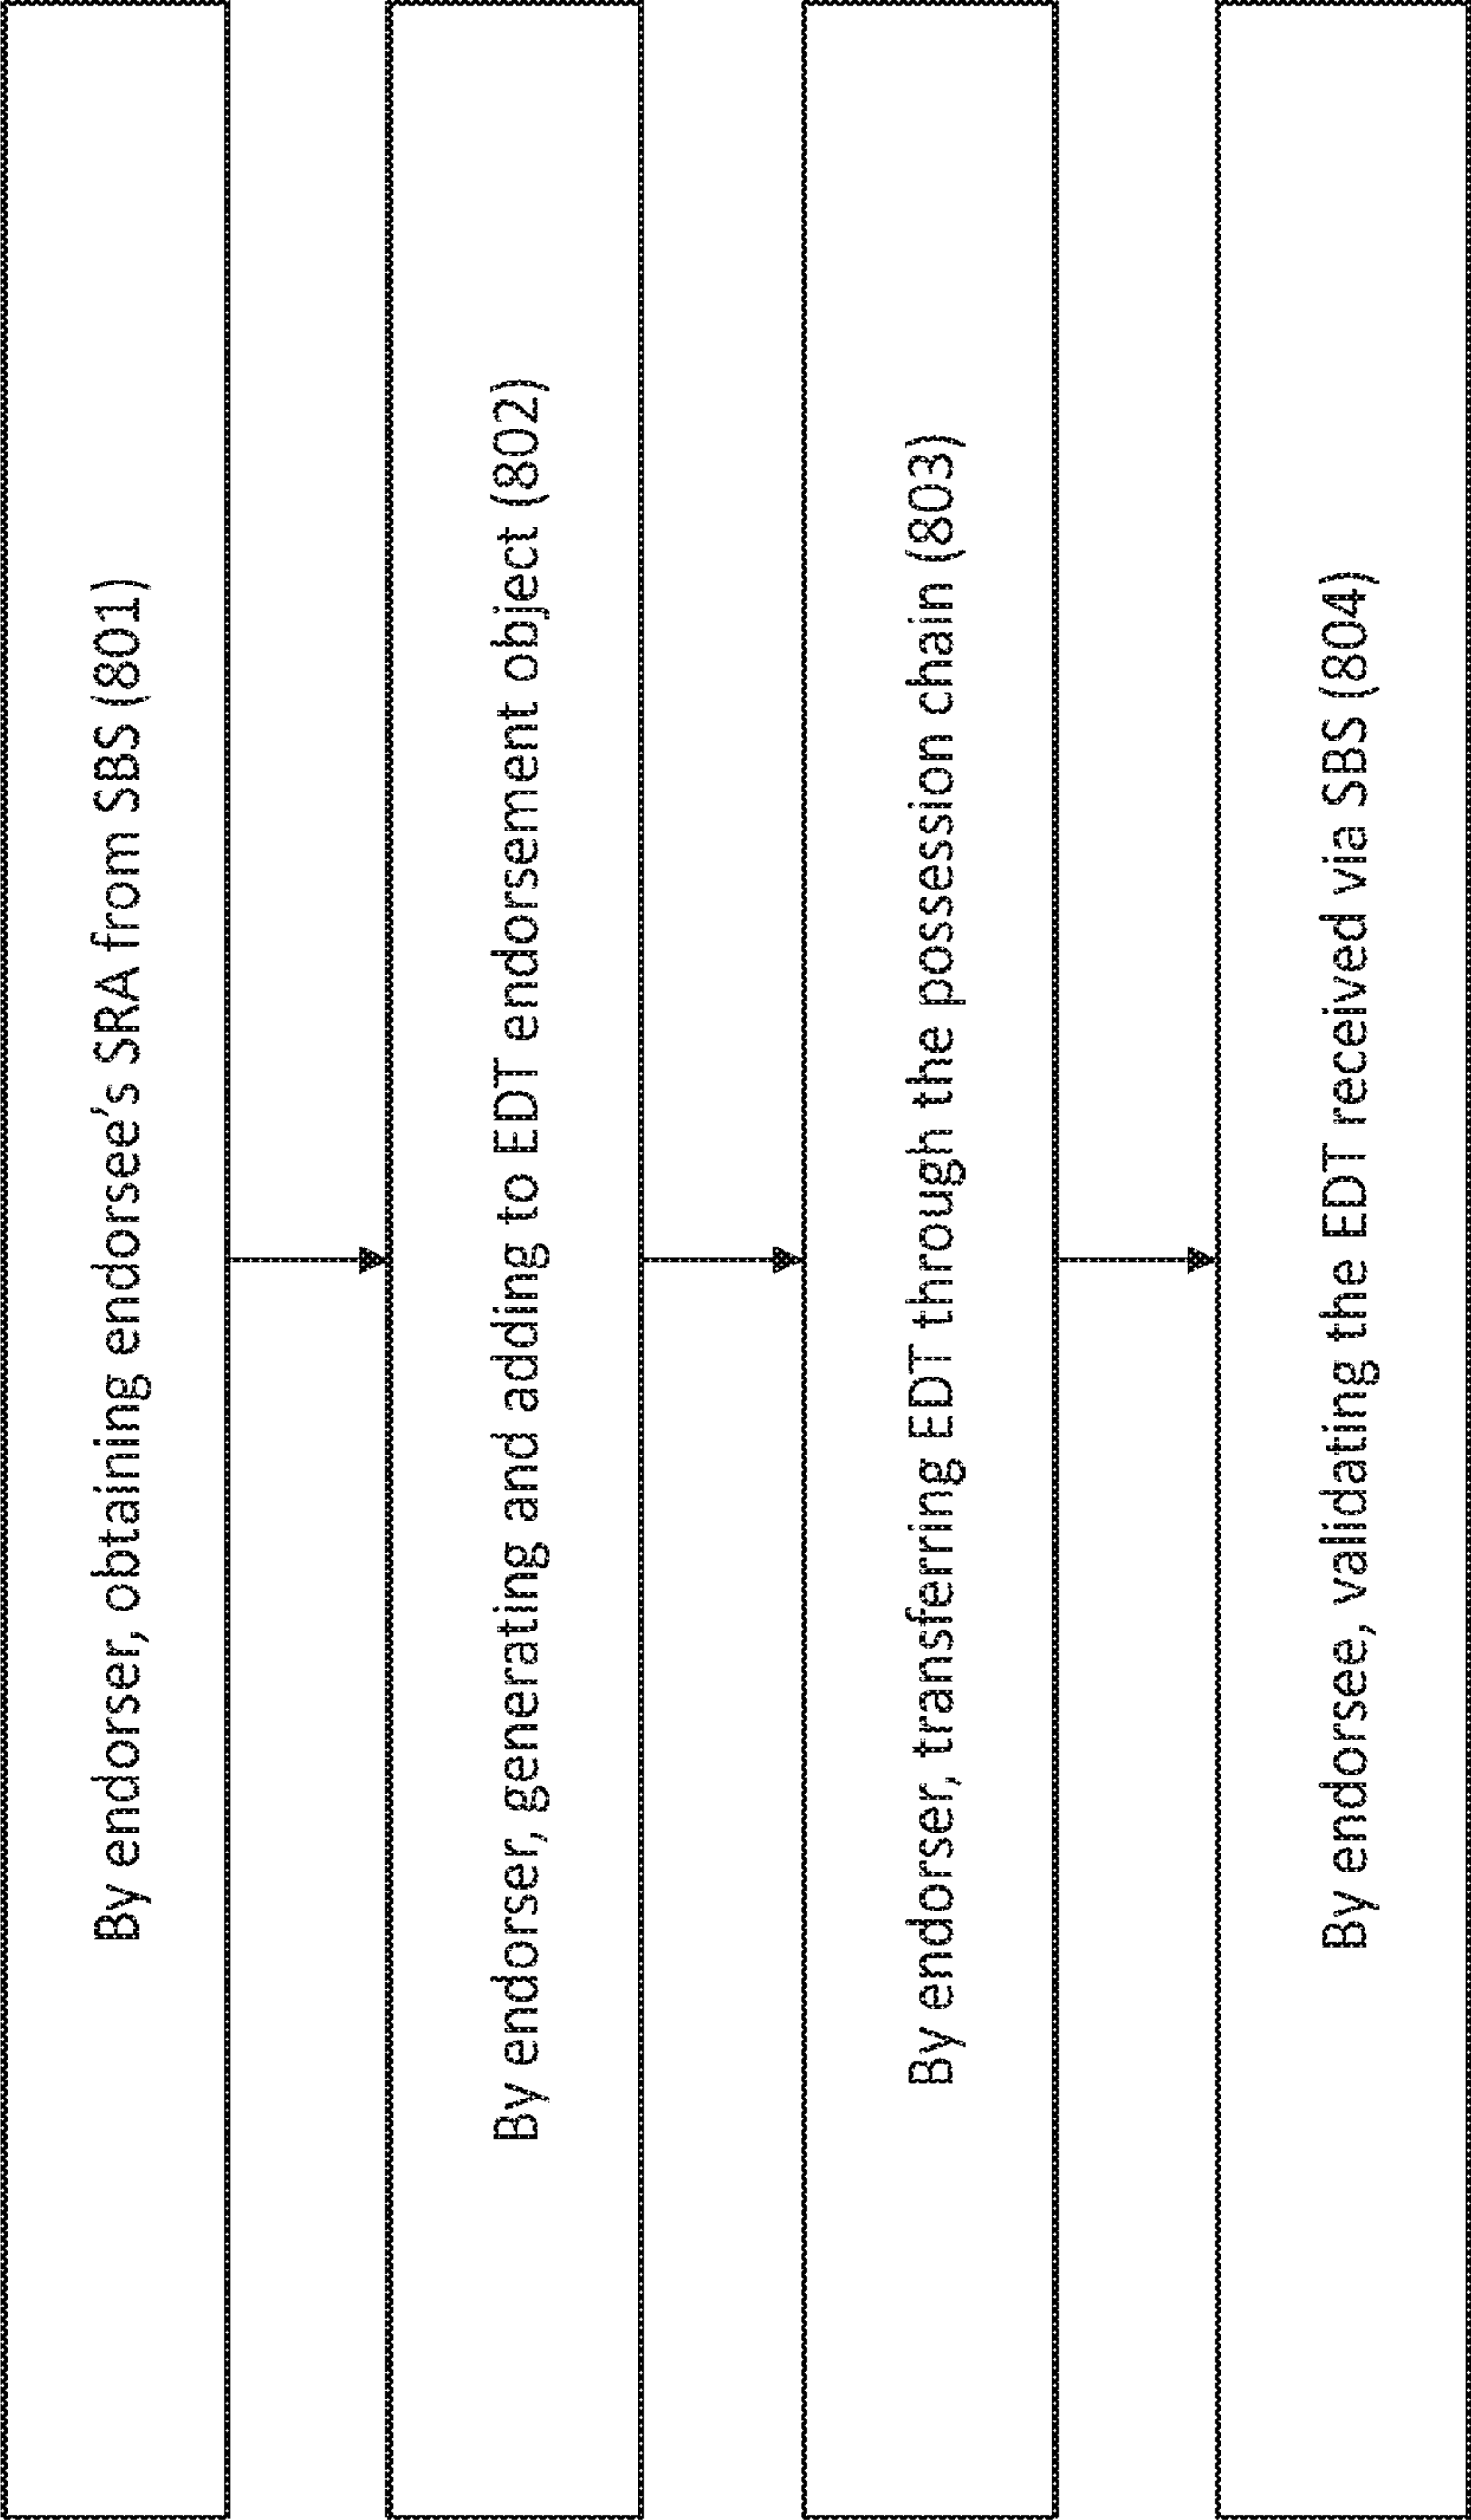 By endorser, obtaining endorsee’s SRA from SBS (801)
By endorser, generating and adding to EDT endorsement object (802)
By endorser, transferring EDT through the possession chain (803)
By endorsee, validating the EDT received via SBS (804)